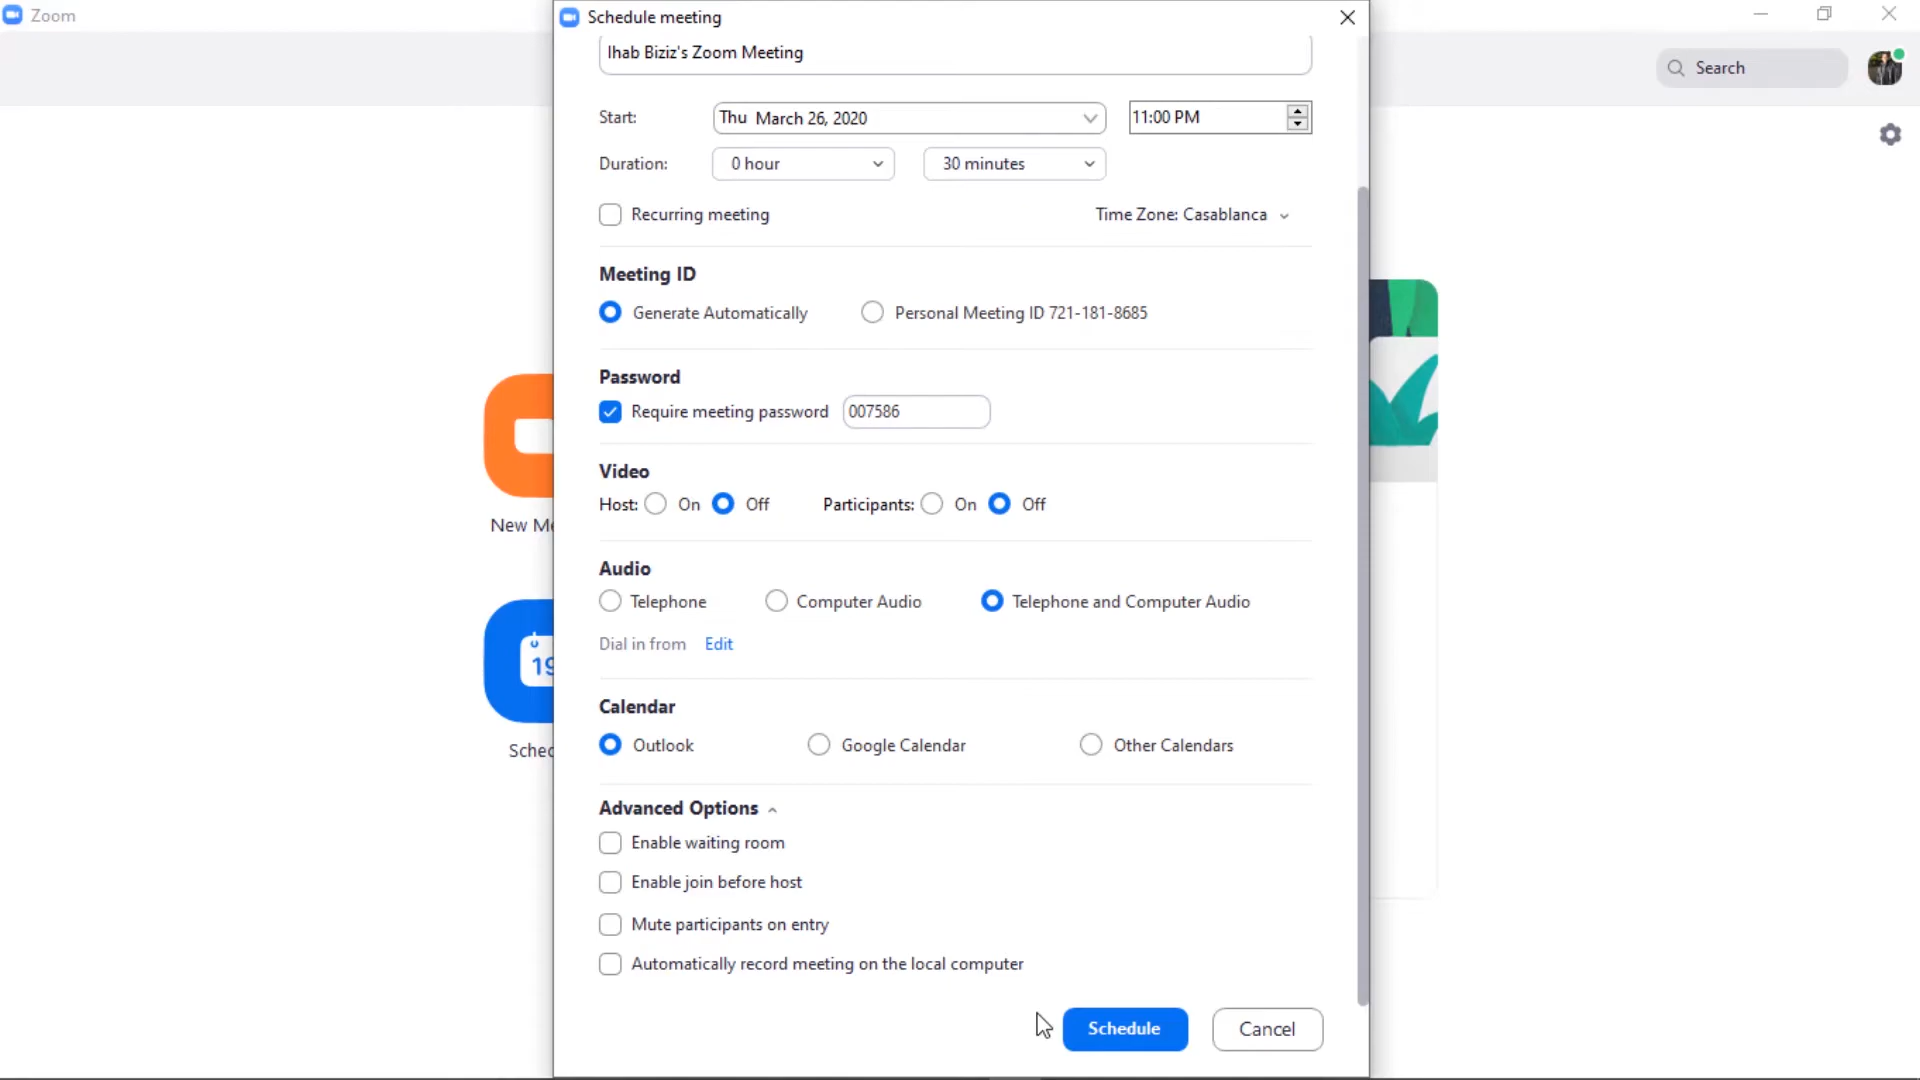 Zoom
Schedule meeting
Search
Ihab Biziz's Zoom Meeting
Start: Thu March 26, 2020 11:00 PM
Duration: 0 hour 30 minutes
Recurring meeting Time Zone: Casablanca
Meeting ID
Generate Automatically Personal Meeting ID 721-181-8685
Password
Require meeting password 007586
Video
Host: On Off Participants: On Off
New Me
Audio
Telephone Computer Audio Telephone and Computer Audio
Dial in from Edit
19
Calendar
Outlook Google Calendar Other Calendars
Sched
Advanced Options
Enable waiting room
Enable join before host
Mute participants on entry
Automatically record meeting on the local computer
Schedule Cancel